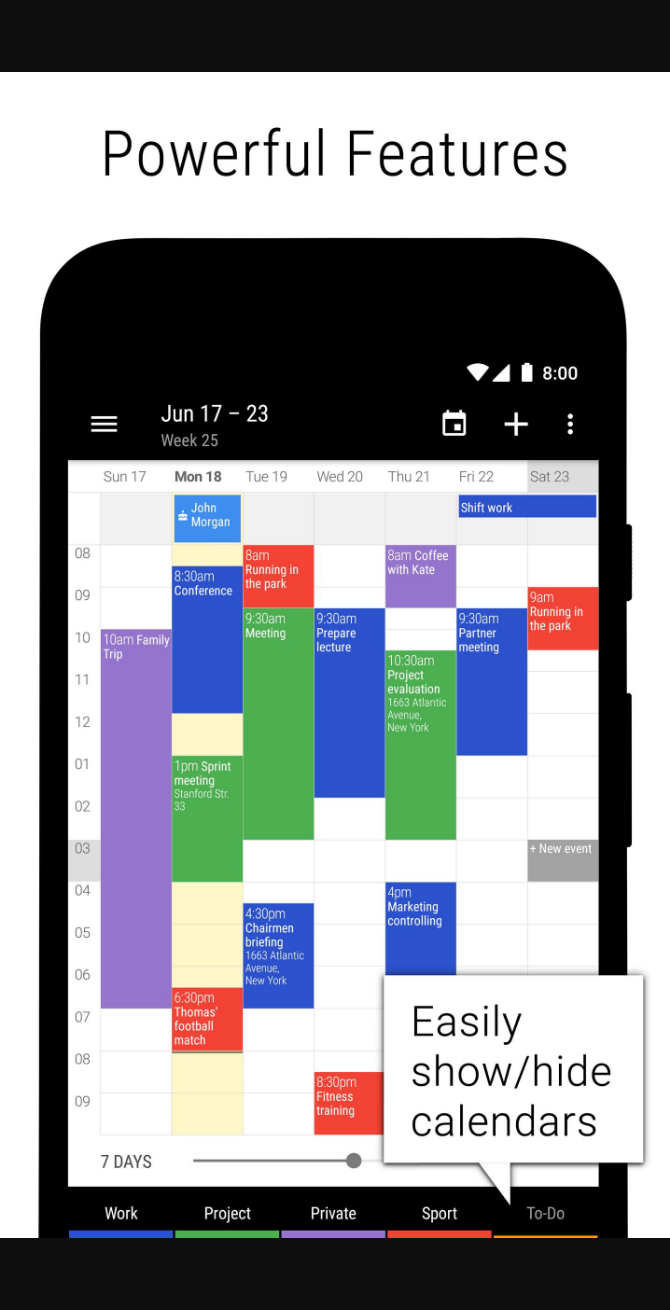 Powerful Features
8:00
Jun 17 – 23
Week 25
Sun 17 Mon 18 Tue 19 Wed 20 Thu 21 Fri 22 Sat 23
John
Morgan
Shift work
08
09
10
11
12
01
02
03
04
05
06
07
08
09
10am Family
Trip
8:30am
Conference
1pm Sprint
meeting
Stanford Str.
33
6:30pm
Thomas'
football
match
8am
Running in
the park
9:30am
Meeting
4:30pm
Chairmen
briefing
1663 Atlantic
Avenue,
New York
9:30am
Prepare
lecture
8:30pm
Fitness
training
8am Coffee
with Kate
10:30am
Project
evaluation
1663 Atlantic
Avenue,
New York
4pm
Marketing
controlling
9:30am
Partner
meeting
9am
Running in
the park
+ New event
Easily
show/hide
calendars
7 DAYS
Work Project Private Sport To-Do